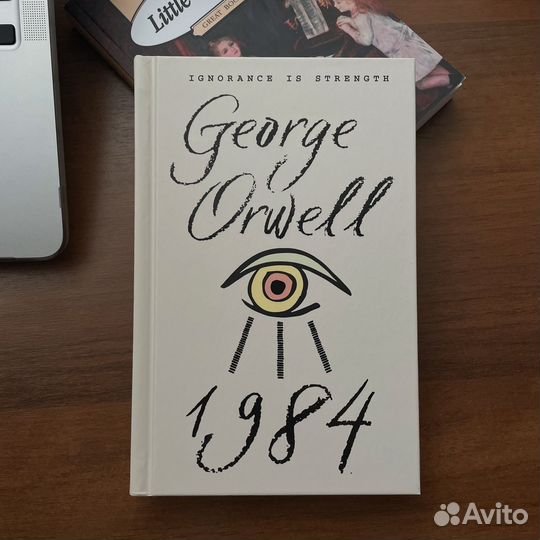 Little
GREAT BOO
IGNORANCE IS STRENGTH
George
Orwell
1984
Avito